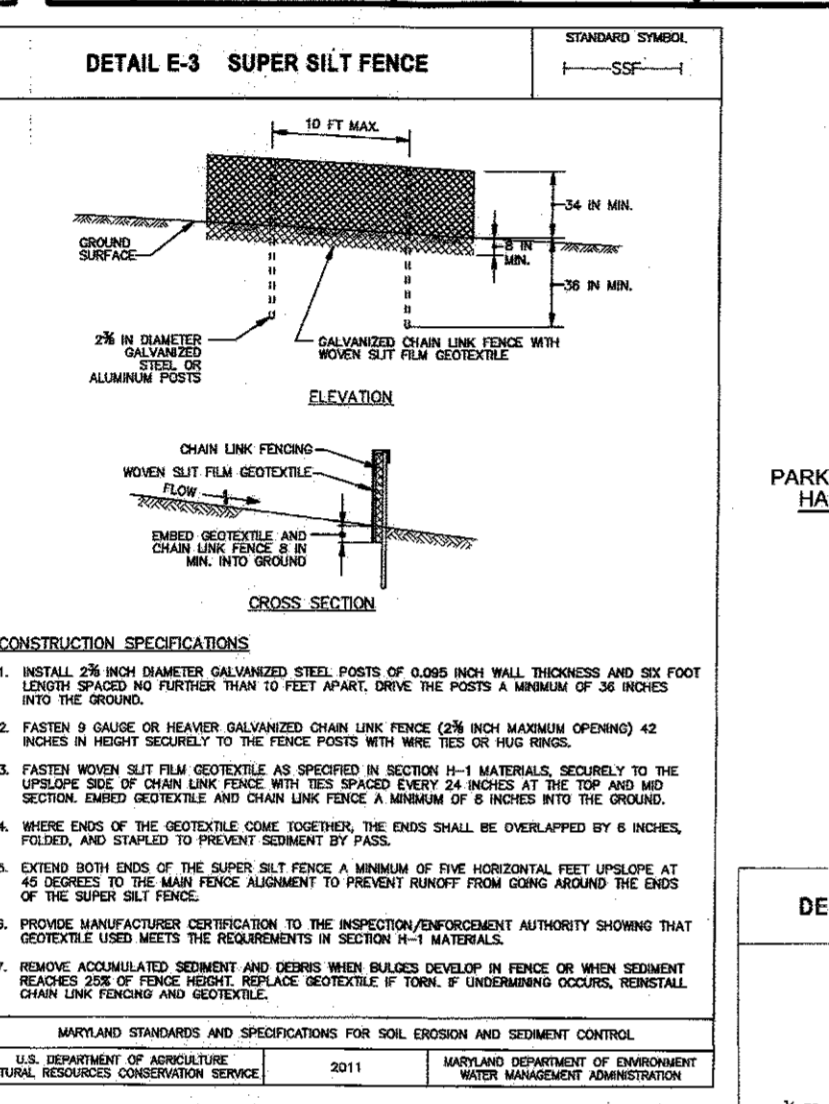 DETAIL E-3 SUPER SILT FENCE
STANDARD SYMBOL
SSF
10 FT MAX.
34 IN MIN.
GROUND
SURFACE
8 IN
MIN.
36 IN MIN.
2⅜ IN DIAMETER
GALVANIZED
STEEL OR
ALUMINUM POSTS
GALVANIZED CHAIN LINK FENCE WITH
WOVEN SLIT FILM GEOTEXTILE
ELEVATION
CHAIN LINK FENCING
WOVEN SLIT FILM GEOTEXTILE
FLOW
EMBED GEOTEXTILE AND
CHAIN LINK FENCE 8 IN
MIN. INTO GROUND
CROSS SECTION
PARK
HA
CONSTRUCTION SPECIFICATIONS
1. INSTALL 2⅜ INCH DIAMETER GALVANIZED STEEL POSTS OF 0.095 INCH WALL THICKNESS AND SIX FOOT
LENGTH SPACED NO FURTHER THAN 10 FEET APART. DRIVE THE POSTS A MINIMUM OF 36 INCHES
INTO THE GROUND.
2. FASTEN 9 GAUGE OR HEAVIER GALVANIZED CHAIN LINK FENCE (2⅜ INCH MAXIMUM OPENING) 42
INCHES IN HEIGHT SECURELY TO THE FENCE POSTS WITH WIRE TIES OR HUG RINGS.
3. FASTEN WOVEN SLIT FILM GEOTEXTILE AS SPECIFIED IN SECTION H-1 MATERIALS, SECURELY TO THE
UPSLOPE SIDE OF CHAIN LINK FENCE WITH TIES SPACED EVERY 24 INCHES AT THE TOP AND MID
SECTION. EMBED GEOTEXTILE AND CHAIN LINK FENCE A MINIMUM OF 8 INCHES INTO THE GROUND.
4. WHERE ENDS OF THE GEOTEXTILE COME TOGETHER, THE ENDS SHALL BE OVERLAPPED BY 6 INCHES,
FOLDED, AND STAPLED TO PREVENT SEDIMENT BY PASS.
5. EXTEND BOTH ENDS OF THE SUPER SILT FENCE A MINIMUM OF FIVE HORIZONTAL FEET UPSLOPE AT
45 DEGREES TO THE MAIN FENCE ALIGNMENT TO PREVENT RUNOFF FROM GOING AROUND THE ENDS
OF THE SUPER SILT FENCE.
6. PROVIDE MANUFACTURER CERTIFICATION TO THE INSPECTION/ENFORCEMENT AUTHORITY SHOWING THAT
GEOTEXTILE USED MEETS THE REQUIREMENTS IN SECTION H-1 MATERIALS.
7. REMOVE ACCUMULATED SEDIMENT AND DEBRIS WHEN BULGES DEVELOP IN FENCE OR WHEN SEDIMENT
REACHES 25% OF FENCE HEIGHT. REPLACE GEOTEXTILE IF TORN. IF UNDERMINING OCCURS, REINSTALL
CHAIN LINK FENCING AND GEOTEXTILE.
DE
MARYLAND STANDARDS AND SPECIFICATIONS FOR SOIL EROSION AND SEDIMENT CONTROL
U.S. DEPARTMENT OF AGRICULTURE
TURAL RESOURCES CONSERVATION SERVICE
2011
MARYLAND DEPARTMENT OF ENVIRONMENT
WATER MANAGEMENT ADMINISTRATION